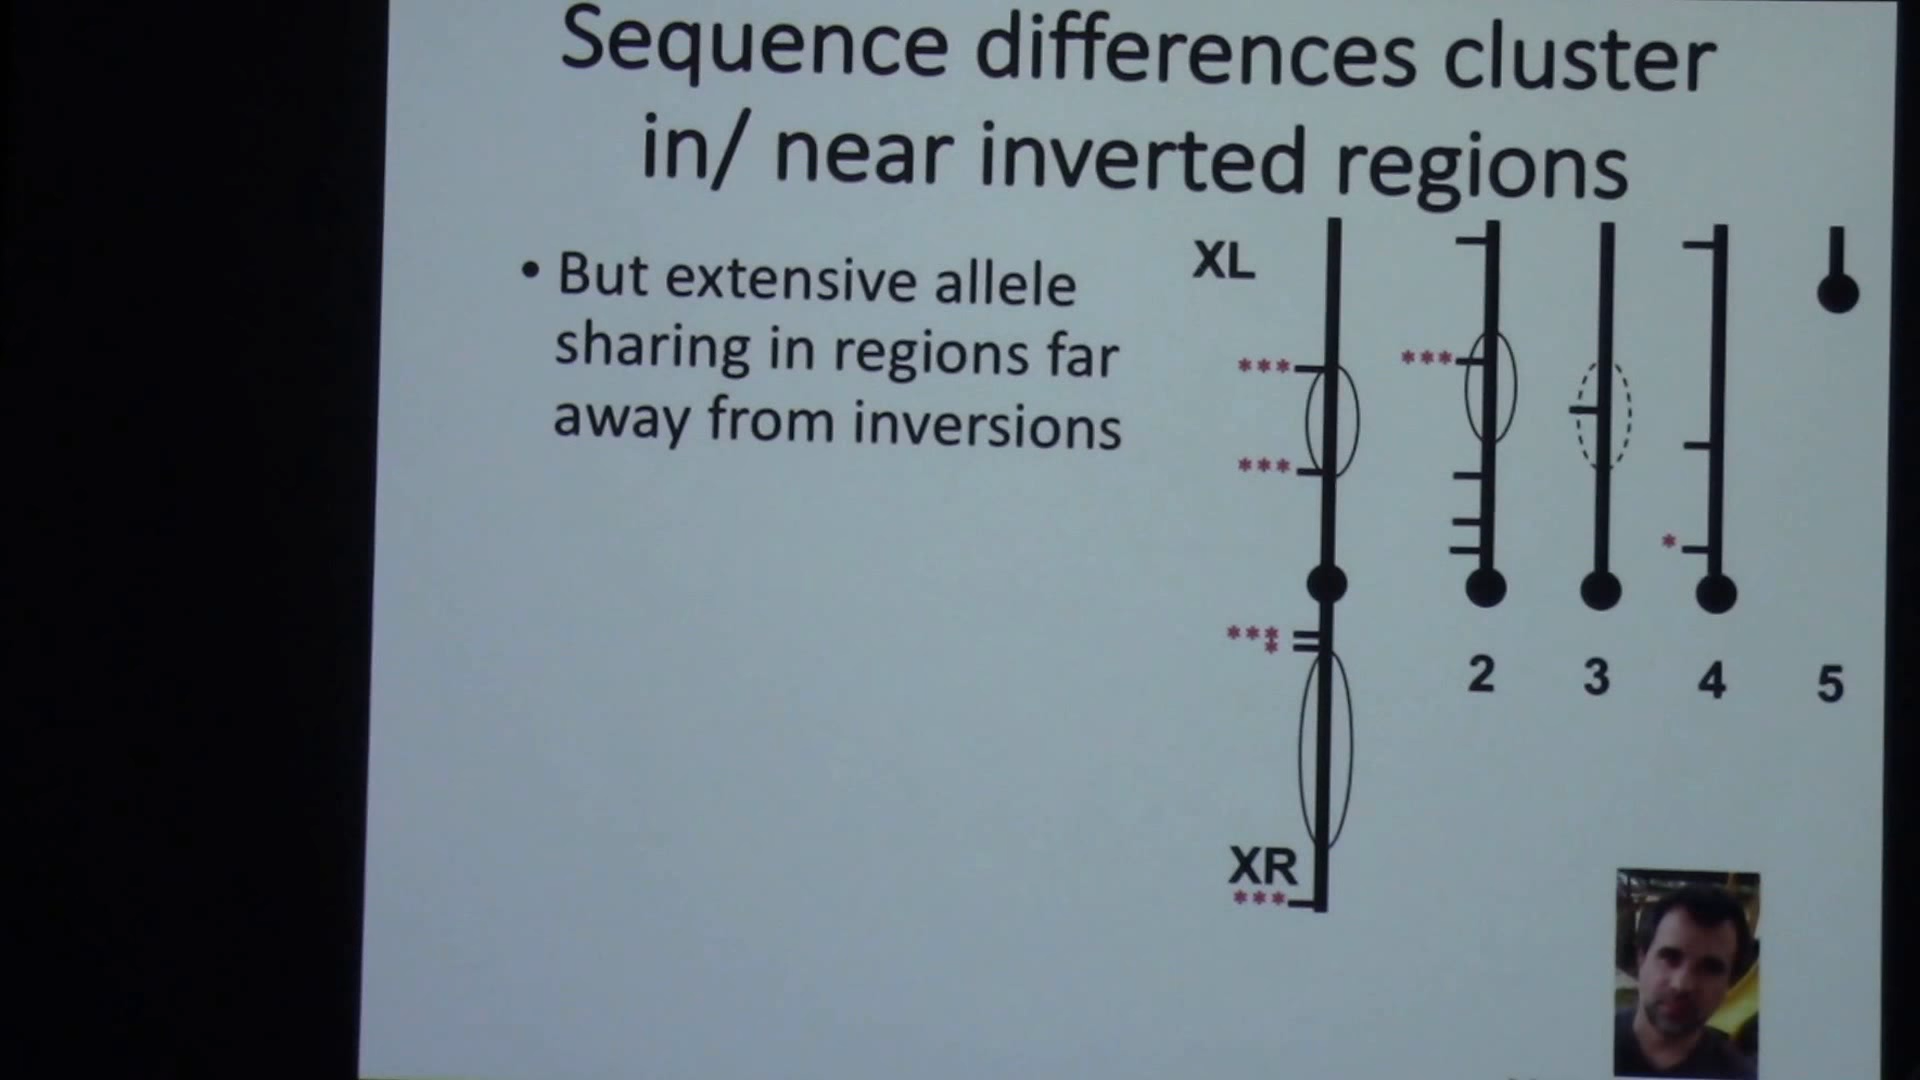 Sequence differences cluster
in/ near inverted regions
• But extensive allele
sharing in regions far
away from inversions
XL
***
***
***
***
*
*
*
2
3
4
5
XR
***